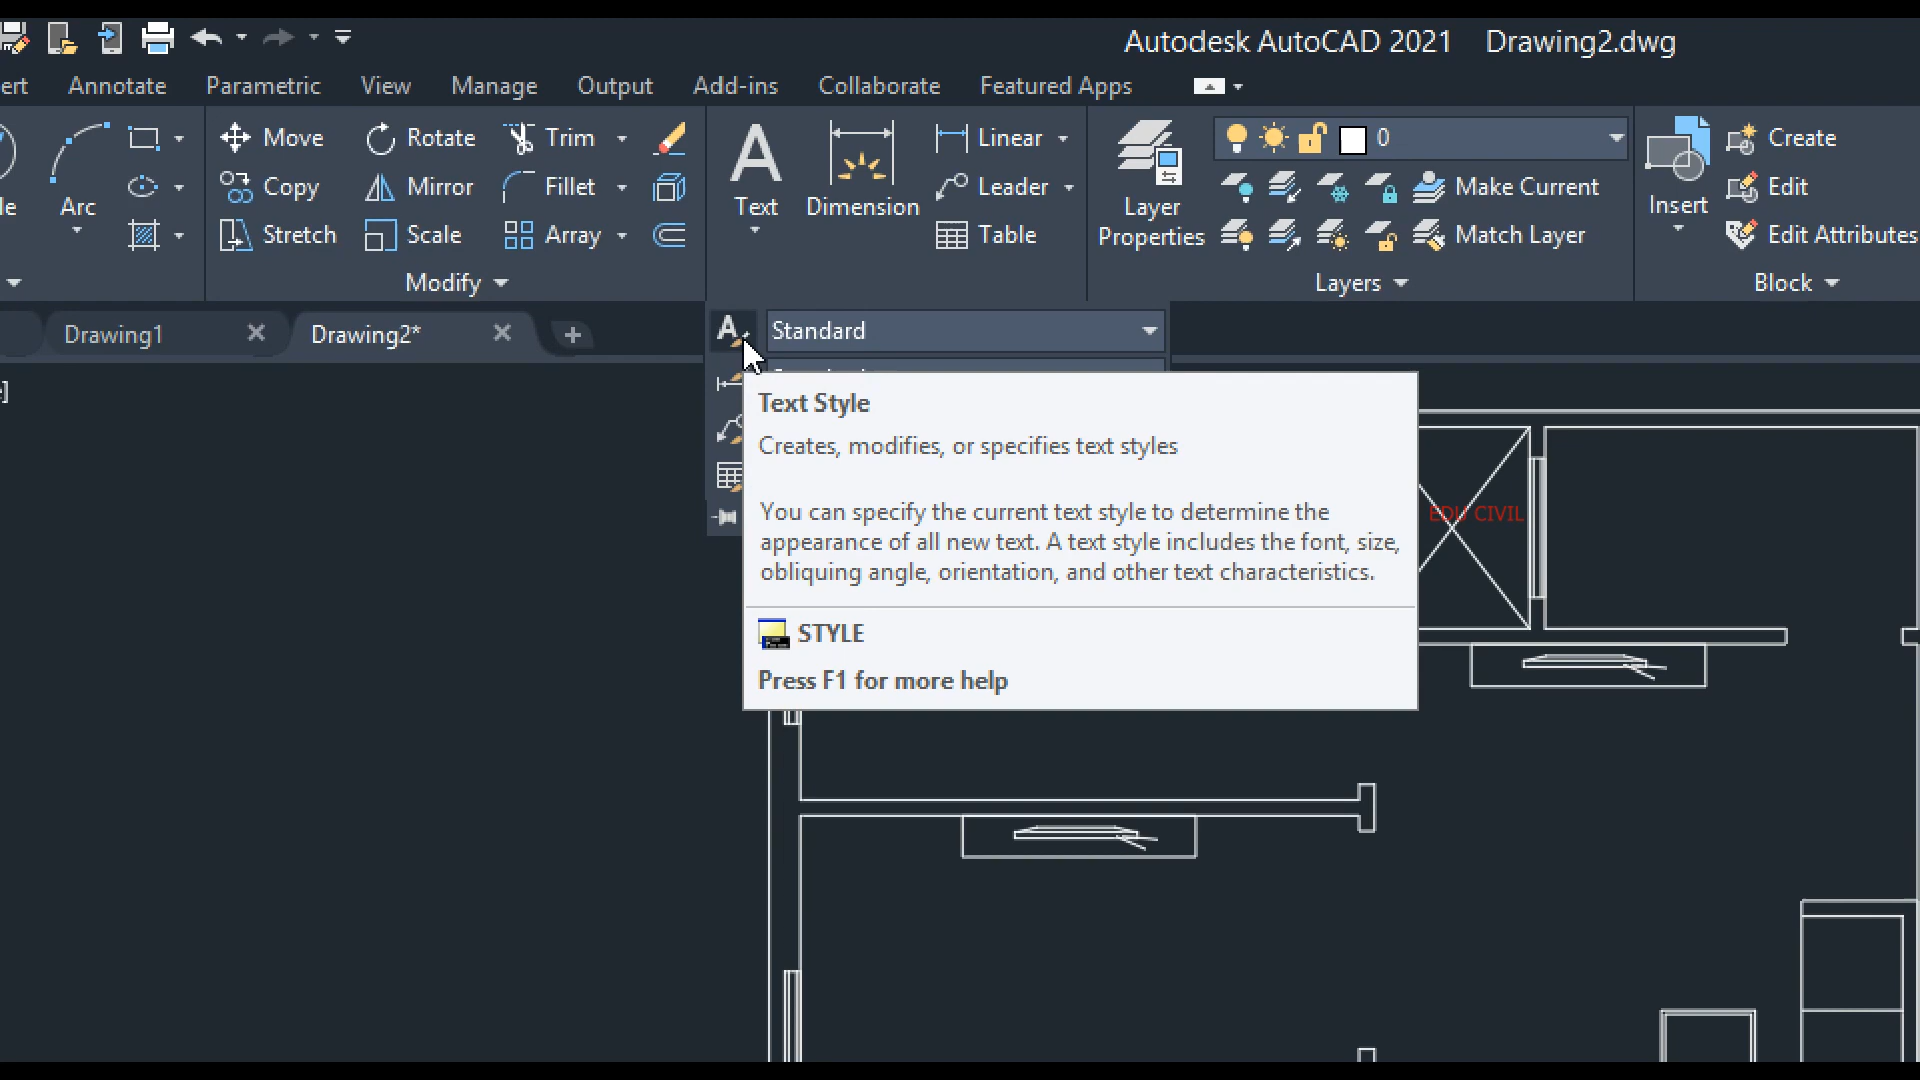 Autodesk AutoCAD 2021 Drawing2.dwg
ert Annotate Parametric View Manage Output Add-ins Collaborate Featured Apps
Move Rotate Trim Linear 0 Create
Copy Mirror Fillet Leader Make Current Edit
le Arc Text Dimension Layer Properties Insert
Stretch Scale Array Table Match Layer Edit Attributes
Modify Layers Block
Drawing1 Drawing2* Standard
e]
Text Style
Creates, modifies, or specifies text styles
You can specify the current text style to determine the
appearance of all new text. A text style includes the font, size,
obliquing angle, orientation, and other text characteristics.
EDU CIVIL
STYLE
Press F1 for more help